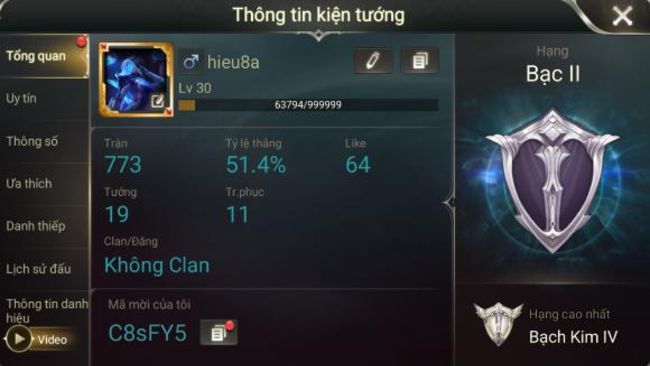 Thông tin kiện tướng
Tổng quan
Uy tín
Thông số
Ưa thích
Danh thiếp
Lịch sử đấu
Thông tin danh
hiệu
Video
hieu8a
Lv 30
63794/999999
Trận
Tỷ lệ thắng
Like
773
51.4%
64
Tướng
Tr.phục
19
11
Clan/Đẳng
Không Clan
Mã mời của tôi
C8sFY5
Hạng
Bạc II
Hạng cao nhất
Bạch Kim IV